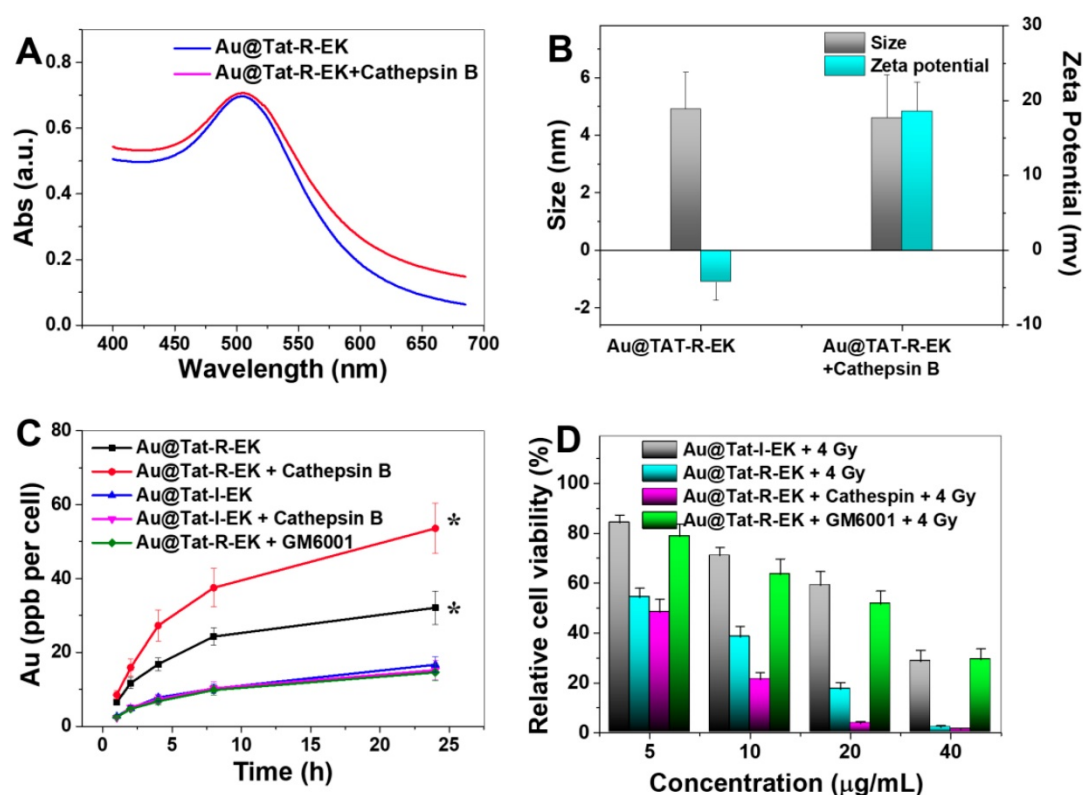 A
Au@Tat-R-EK
Au@Tat-R-EK+Cathepsin B
Abs (a.u.)
0.6
0.4
0.2
0.0
400 450 500 550 600 650 700
Wavelength (nm)
B
Size
Zeta potential
Size (nm)
6
4
2
0
-2
30
20
10
0
-10
Zeta Potential (mv)
Au@TAT-R-EK
Au@TAT-R-EK
+Cathepsin B
C
Au@Tat-R-EK
Au@Tat-R-EK + Cathepsin B
Au@Tat-I-EK
Au@Tat-I-EK + Cathepsin B
Au@Tat-R-EK + GM6001
Au (ppb per cell)
80
60
40
20
0
*
*
0 5 10 15 20 25
Time (h)
D
Au@Tat-I-EK + 4 Gy
Au@Tat-R-EK + 4 Gy
Au@Tat-R-EK + Cathespin + 4 Gy
Au@Tat-R-EK + GM6001 + 4 Gy
Relative cell viability (%)
100
80
60
40
20
0
5 10 20 40
Concentration (μg/mL)